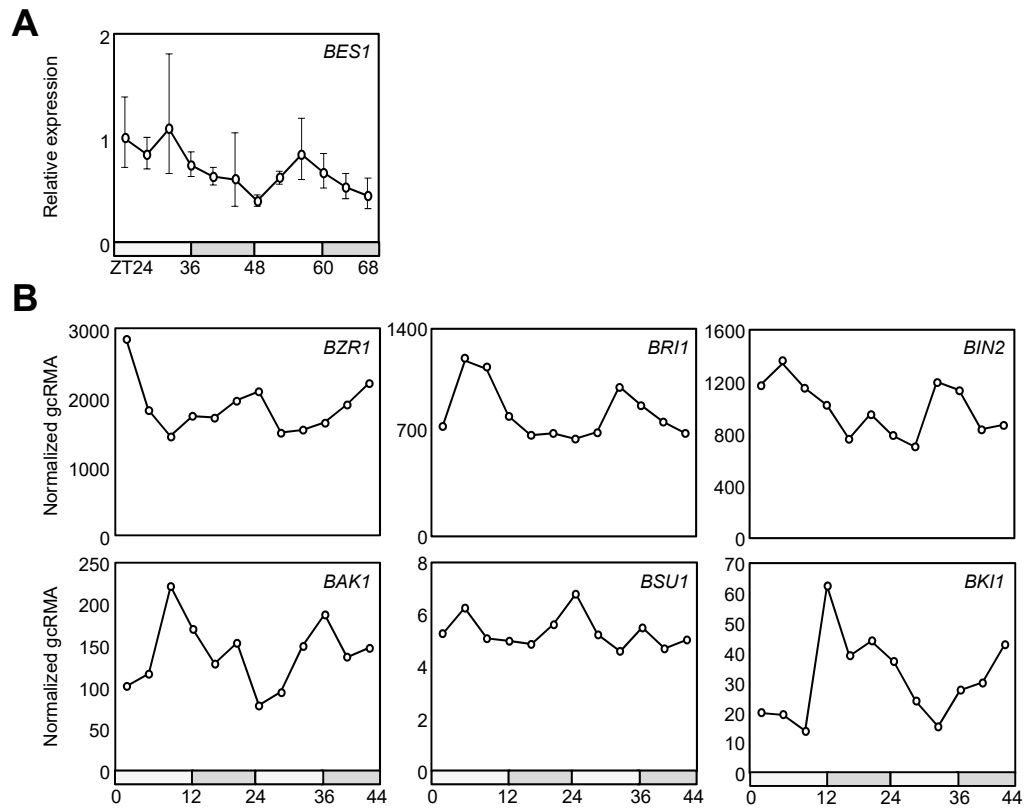 A
BES1
Relative expression
2
1
0
ZT24 36 48 60 68
B
Normalized gcRMA
3000
2000
1000
0
BZR1
1400
700
0
BRI1
1600
1200
800
400
0
BIN2
Normalized gcRMA
250
200
150
100
50
0
BAK1
0 12 24 36 44
8
6
4
2
0
BSU1
0 12 24 36 44
70
60
50
40
30
20
10
0
BKI1
0 12 24 36 44